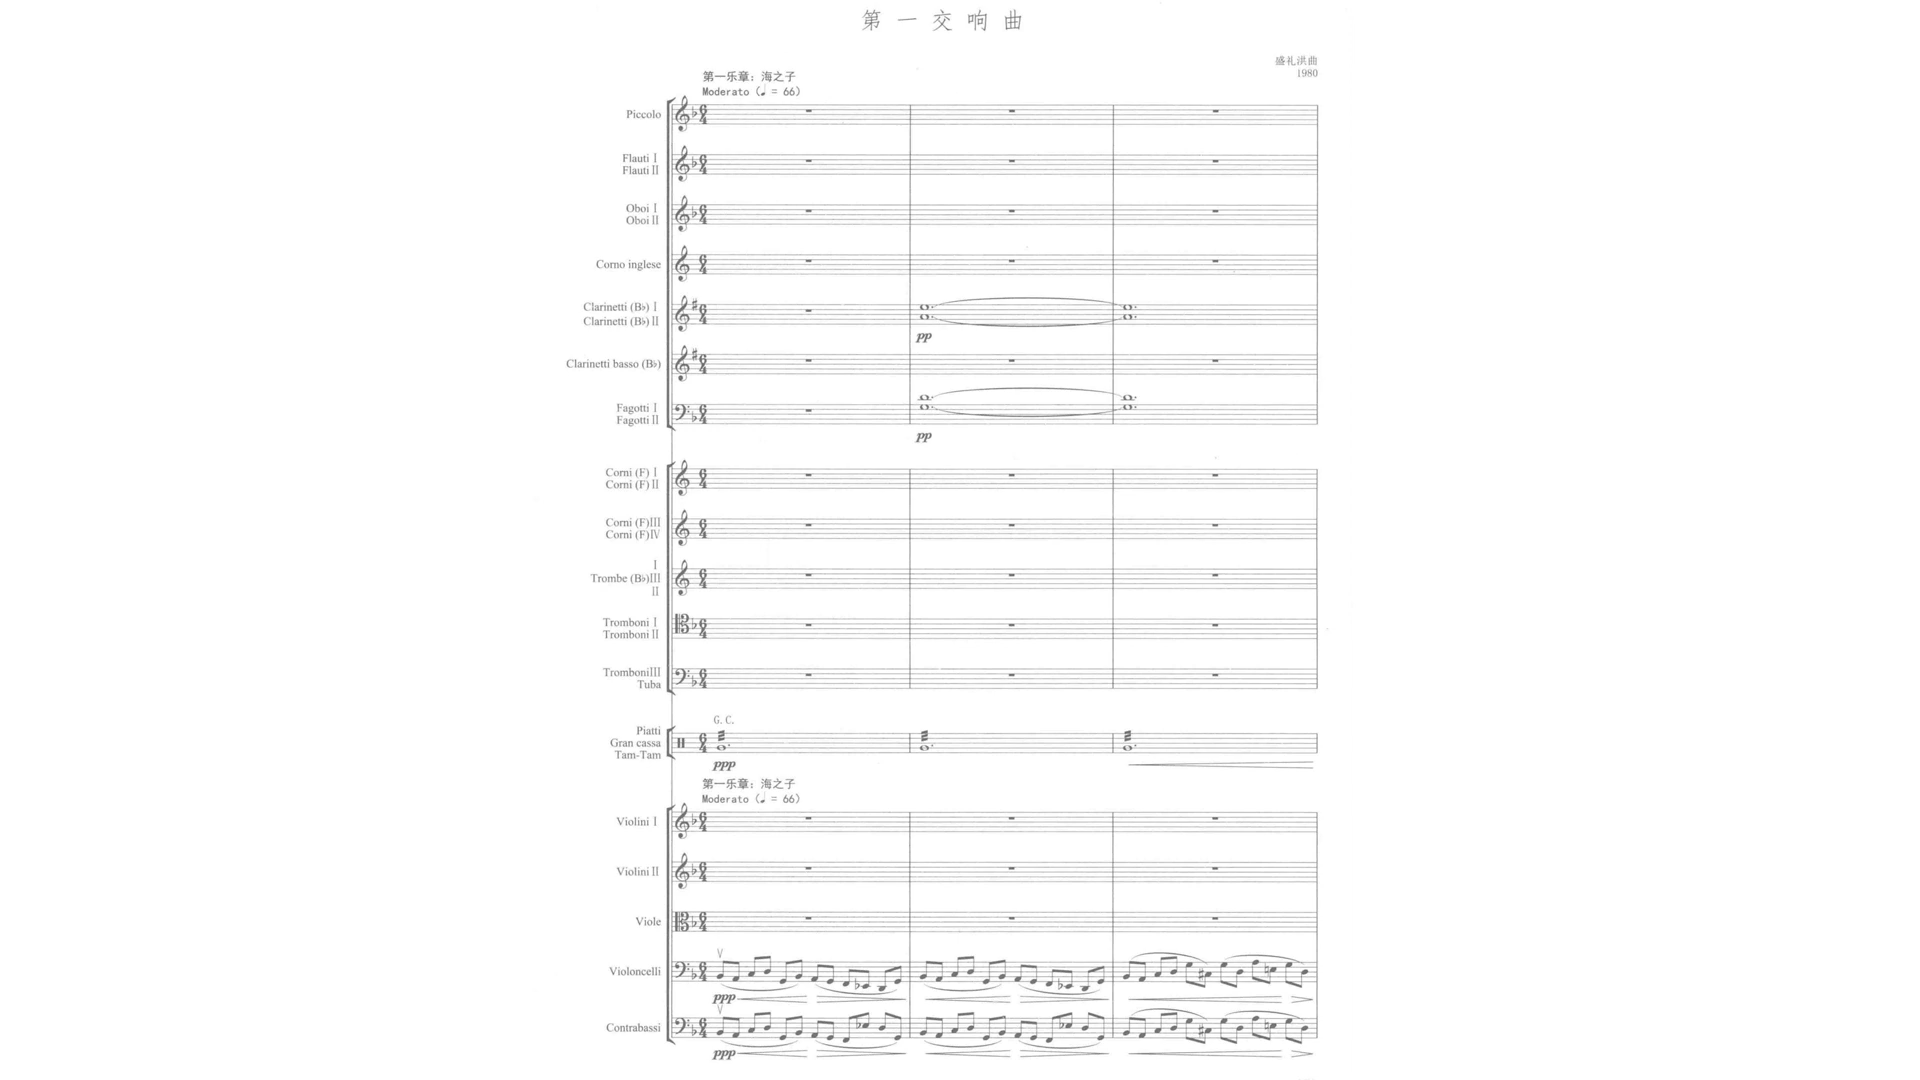 第一交响曲
盛礼洪曲
1980
第一乐章：海之子
Moderato (♩ = 66)
Piccolo
Flauti Ⅰ
Flauti Ⅱ
Oboi Ⅰ
Oboi Ⅱ
Corno inglese
Clarinetti (B♭) Ⅰ
Clarinetti (B♭) Ⅱ
pp
Clarinetti basso (B♭)
Fagotti Ⅰ
Fagotti Ⅱ
pp
Corni (F) Ⅰ
Corni (F) Ⅱ
Corni (F)Ⅲ
Corni (F)Ⅳ
Ⅰ
Trombe (B♭)Ⅲ
Ⅱ
Tromboni Ⅰ
Tromboni Ⅱ
TromboniⅢ
Tuba
G.C.
Piatti
Gran cassa
Tam-Tam
ppp
第一乐章：海之子
Moderato (♩ = 66)
Violini Ⅰ
Violini Ⅱ
Viole
Violoncelli
ppp
Contrabassi
ppp